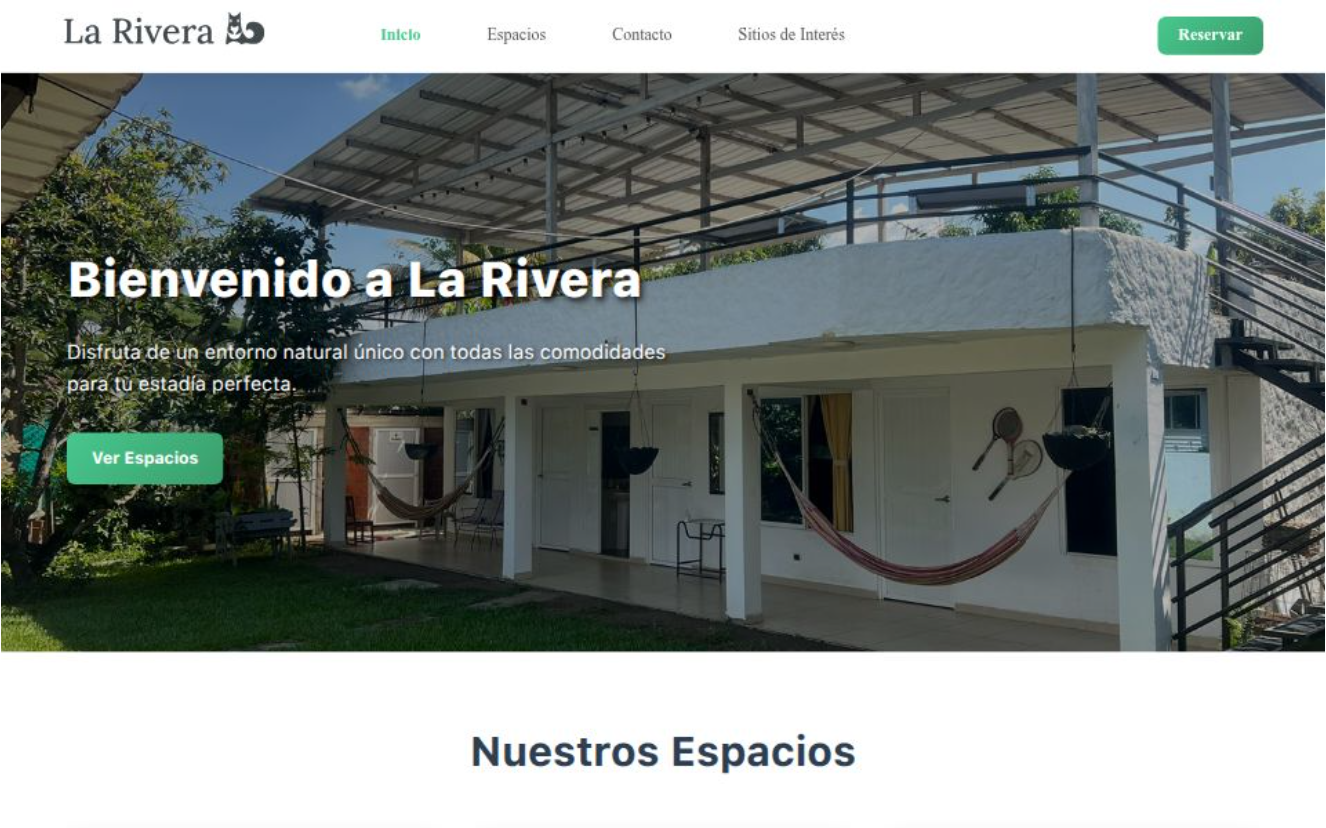 La Rivera
Inicio
Espacios
Contacto
Sitios de Interés
Reservar
Bienvenido a La Rivera
Disfruta de un entorno natural único con todas las comodidades
para tu estadía perfecta.
Ver Espacios
Nuestros Espacios